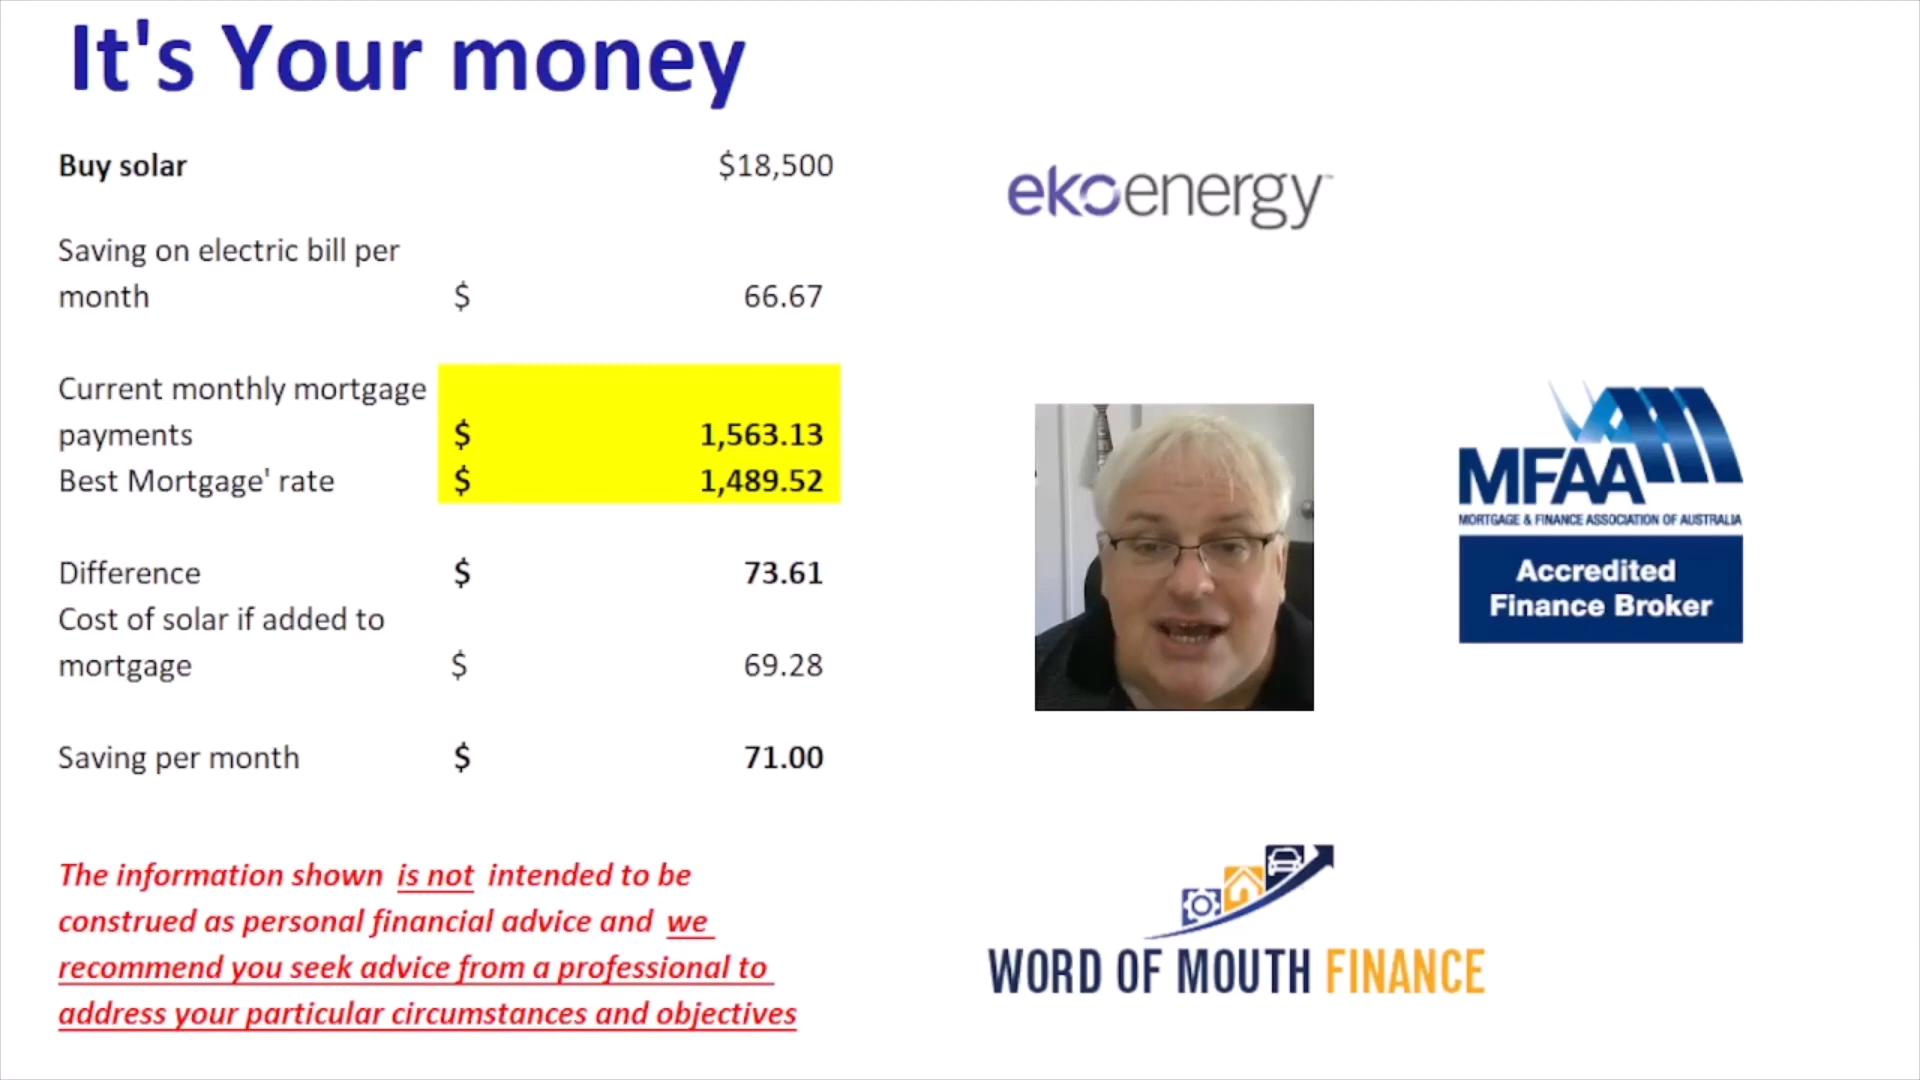 It's Your money
Buy solar $18,500
Saving on electric bill per
month $ 66.67
Current monthly mortgage
payments $ 1,563.13
Best Mortgage' rate $ 1,489.52
Difference $ 73.61
Cost of solar if added to
mortgage $ 69.28
Saving per month $ 71.00
The information shown is not intended to be
construed as personal financial advice and we
recommend you seek advice from a professional to
address your particular circumstances and objectives
ekoenergy
MFAA
MORTGAGE & FINANCE ASSOCIATION OF AUSTRALIA
Accredited
Finance Broker
WORD OF MOUTH FINANCE